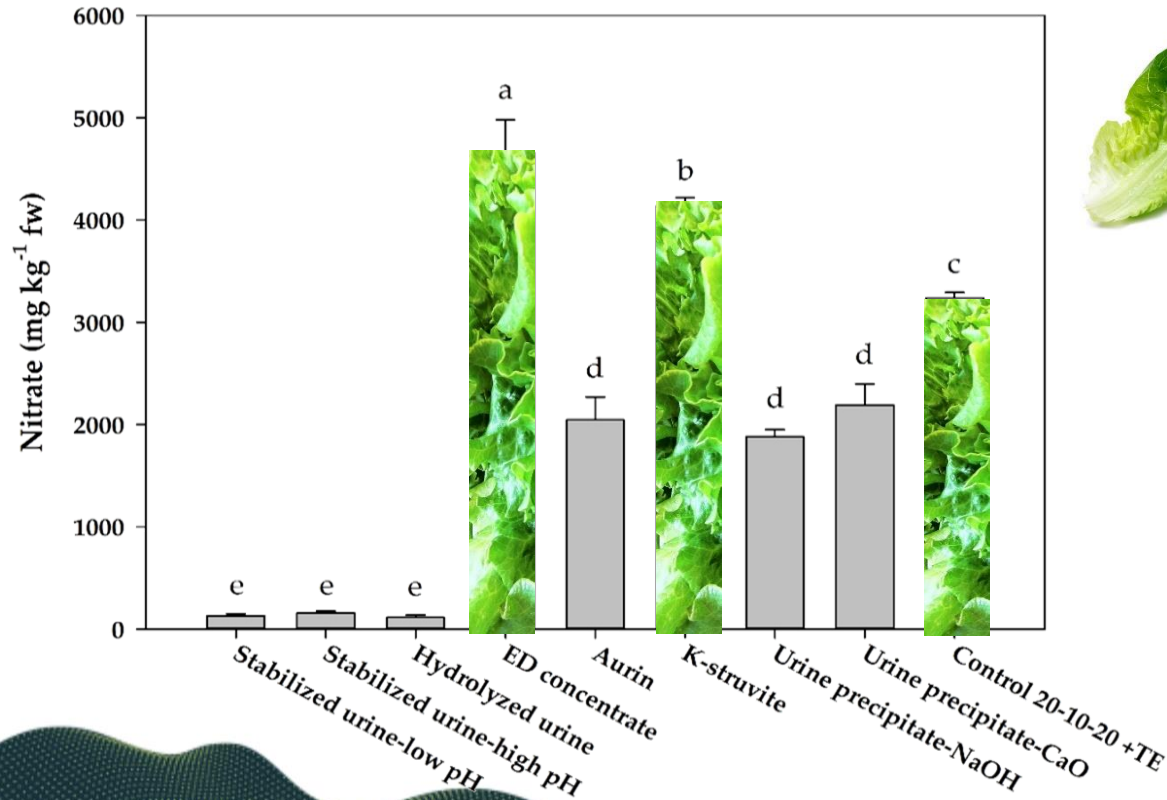 6000
5000
4000
3000
2000
1000
0
Nitrate (mg kg⁻¹ fw)
e
e
e
a
d
b
d
d
c
Stabilized urine-low pH
Stabilized urine-high pH
Hydrolyzed urine
ED concentrate
Aurin
K-struvite
Urine precipitate-NaOH
Urine precipitate-CaO
Control 20-10-20 +TE